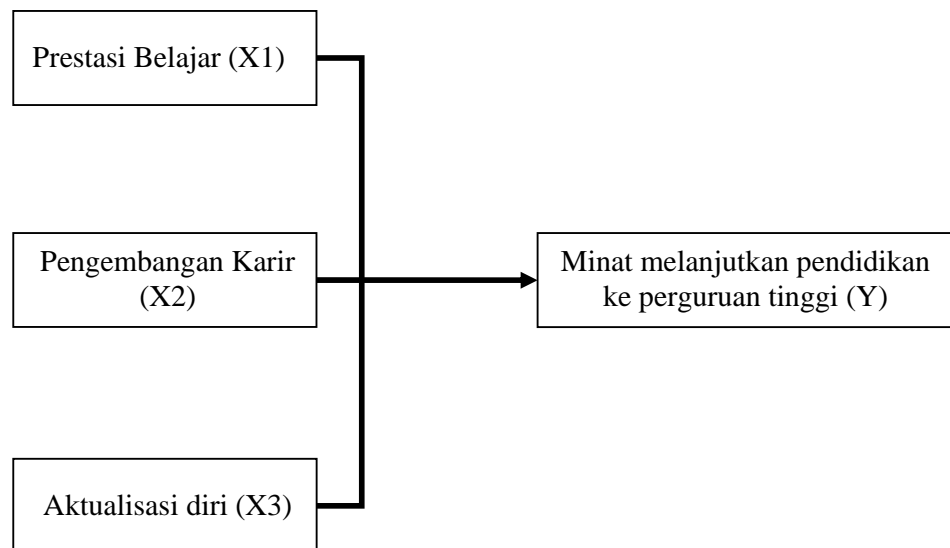 Prestasi Belajar (X1)
Pengembangan Karir
(X2)
Minat melanjutkan pendidikan
ke perguruan tinggi (Y)
Aktualisasi diri (X3)